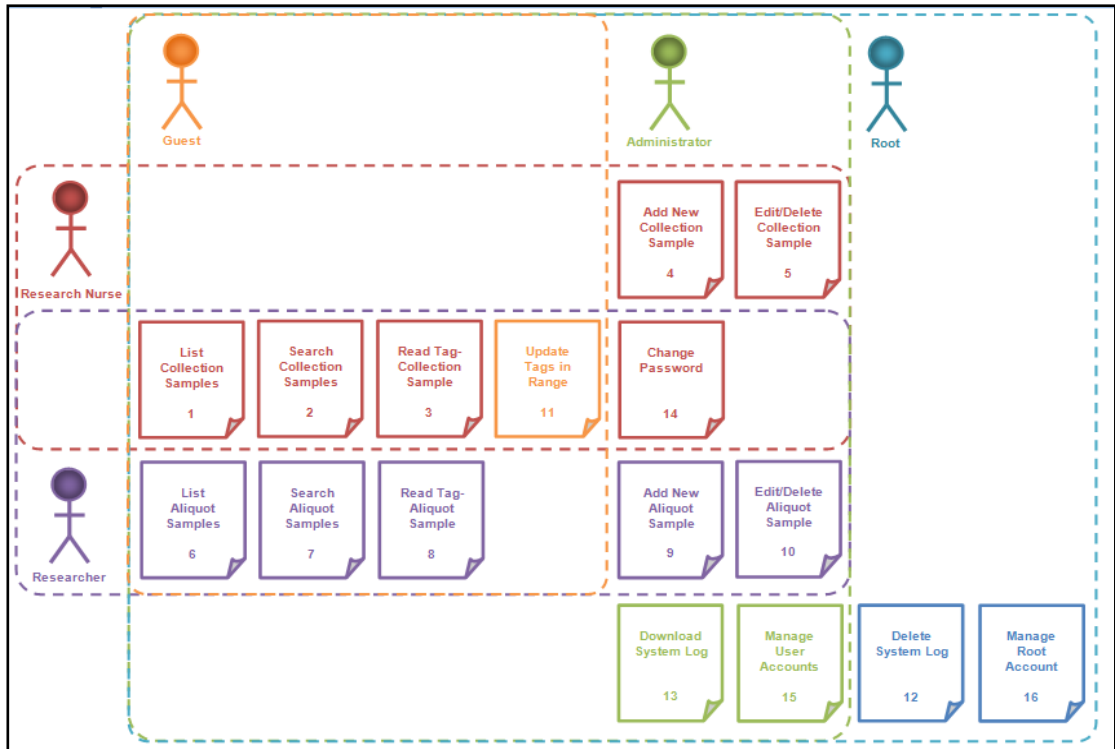 Guest
Administrator
Root
Research Nurse
Add New
Collection
Sample
4
Edit/Delete
Collection
Sample
5
List
Collection
Samples
1
Search
Collection
Samples
2
Read Tag-
Collection
Sample
3
Update
Tags in
Range
11
Change
Password
14
Researcher
List
Aliquot
Samples
6
Search
Aliquot
Samples
7
Read Tag-
Aliquot
Sample
8
Add New
Aliquot
Sample
9
Edit/Delete
Aliquot
Sample
10
Download
System Log
13
Manage
User
Accounts
15
Delete
System Log
12
Manage
Root
Account
16